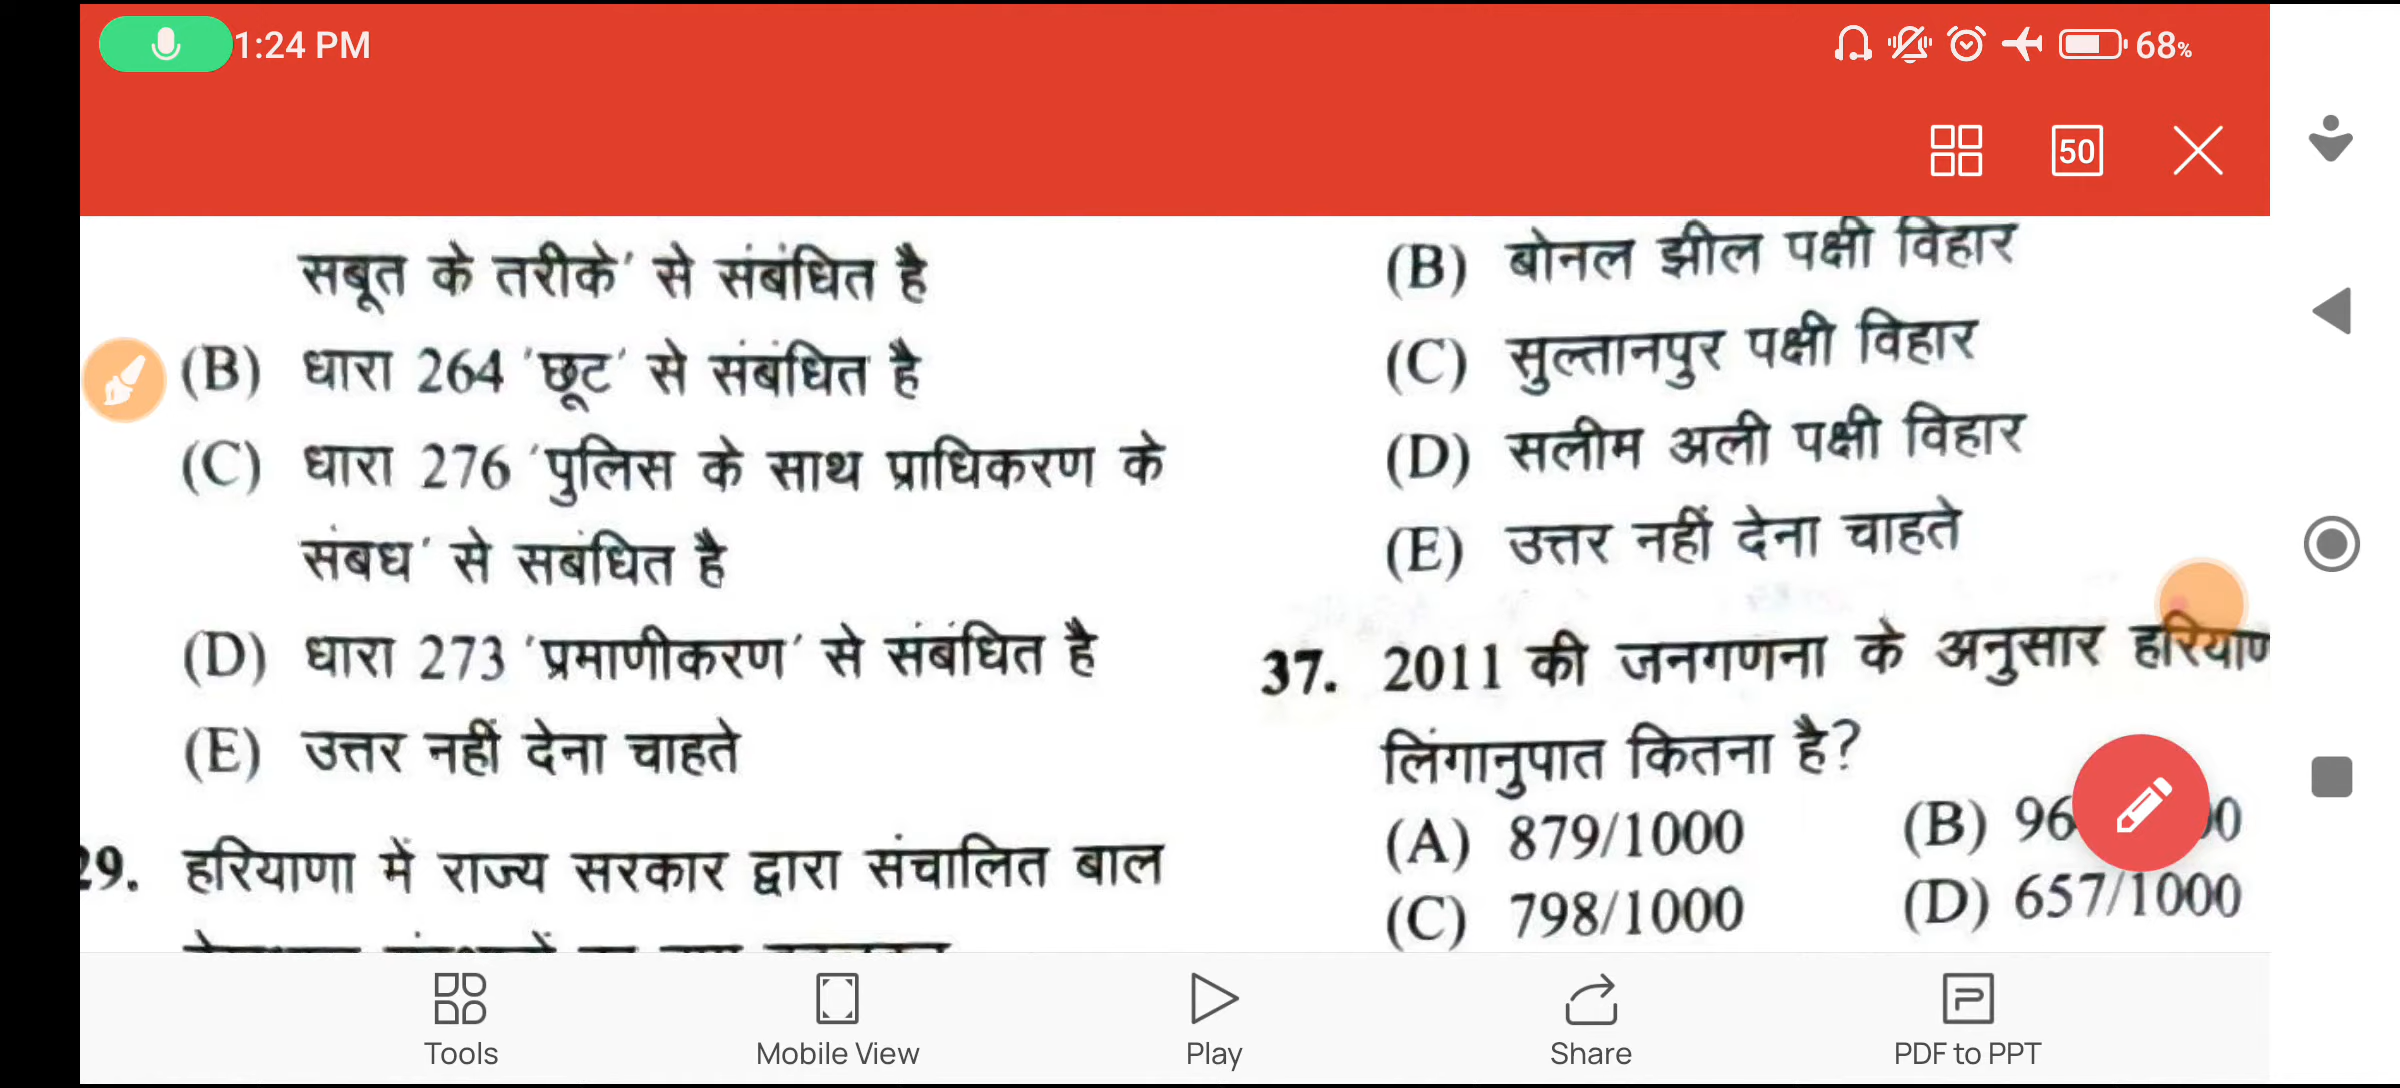 1:24 PM
68%
50
सबूत के तरीके' से संबंधित है
(B) धारा 264 'छूट' से संबंधित है
(C) धारा 276 'पुलिस के साथ प्राधिकरण के
संबध' से सबंधित है
(D) धारा 273 'प्रमाणीकरण' से संबंधित है
(E) उत्तर नहीं देना चाहते
29. हरियाणा में राज्य सरकार द्वारा संचालित बाल
(B) बोनल झील पक्षी विहार
(C) सुल्तानपुर पक्षी विहार
(D) सलीम अली पक्षी विहार
(E) उत्तर नहीं देना चाहते
37. 2011 की जनगणना के अनुसार
लिंगानुपात कितना है?
(A) 879/1000 (B)
(C) 798/1000 (D) 657/1000
Tools
Mobile View
Play
Share
PDF to PPT